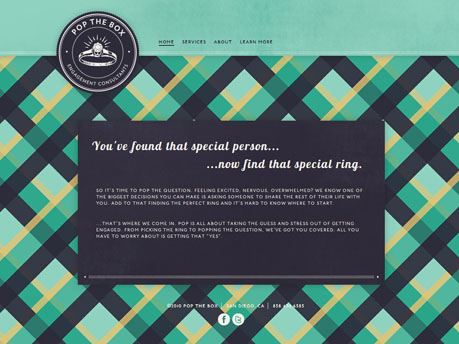 POP THE BOX
ENGAGEMENT CONSULTANTS
HOME SERVICES ABOUT LEARN MORE
You've found that special person...
...now find that special ring.
SO IT'S TIME TO POP THE QUESTION. FEELING EXCITED, NERVOUS, OVERWHELMED? WE KNOW ONE OF
THE BIGGEST DECISIONS YOU CAN MAKE IS ASKING SOMEONE TO SHARE THE REST OF THEIR LIFE WITH
YOU. ADD TO THAT FINDING THE PERFECT RING AND IT'S HARD TO KNOW WHERE TO START.
...THAT'S WHERE WE COME IN. POP IS ALL ABOUT TAKING THE GUESS AND STRESS OUT OF GETTING
ENGAGED. FROM PICKING THE RING TO POPPING THE QUESTION, WE'VE GOT YOU COVERED. ALL YOU
HAVE TO WORRY ABOUT IS GETTING THAT "YES".
©2010 POP THE BOX | SAN DIEGO, CA | 858
f t